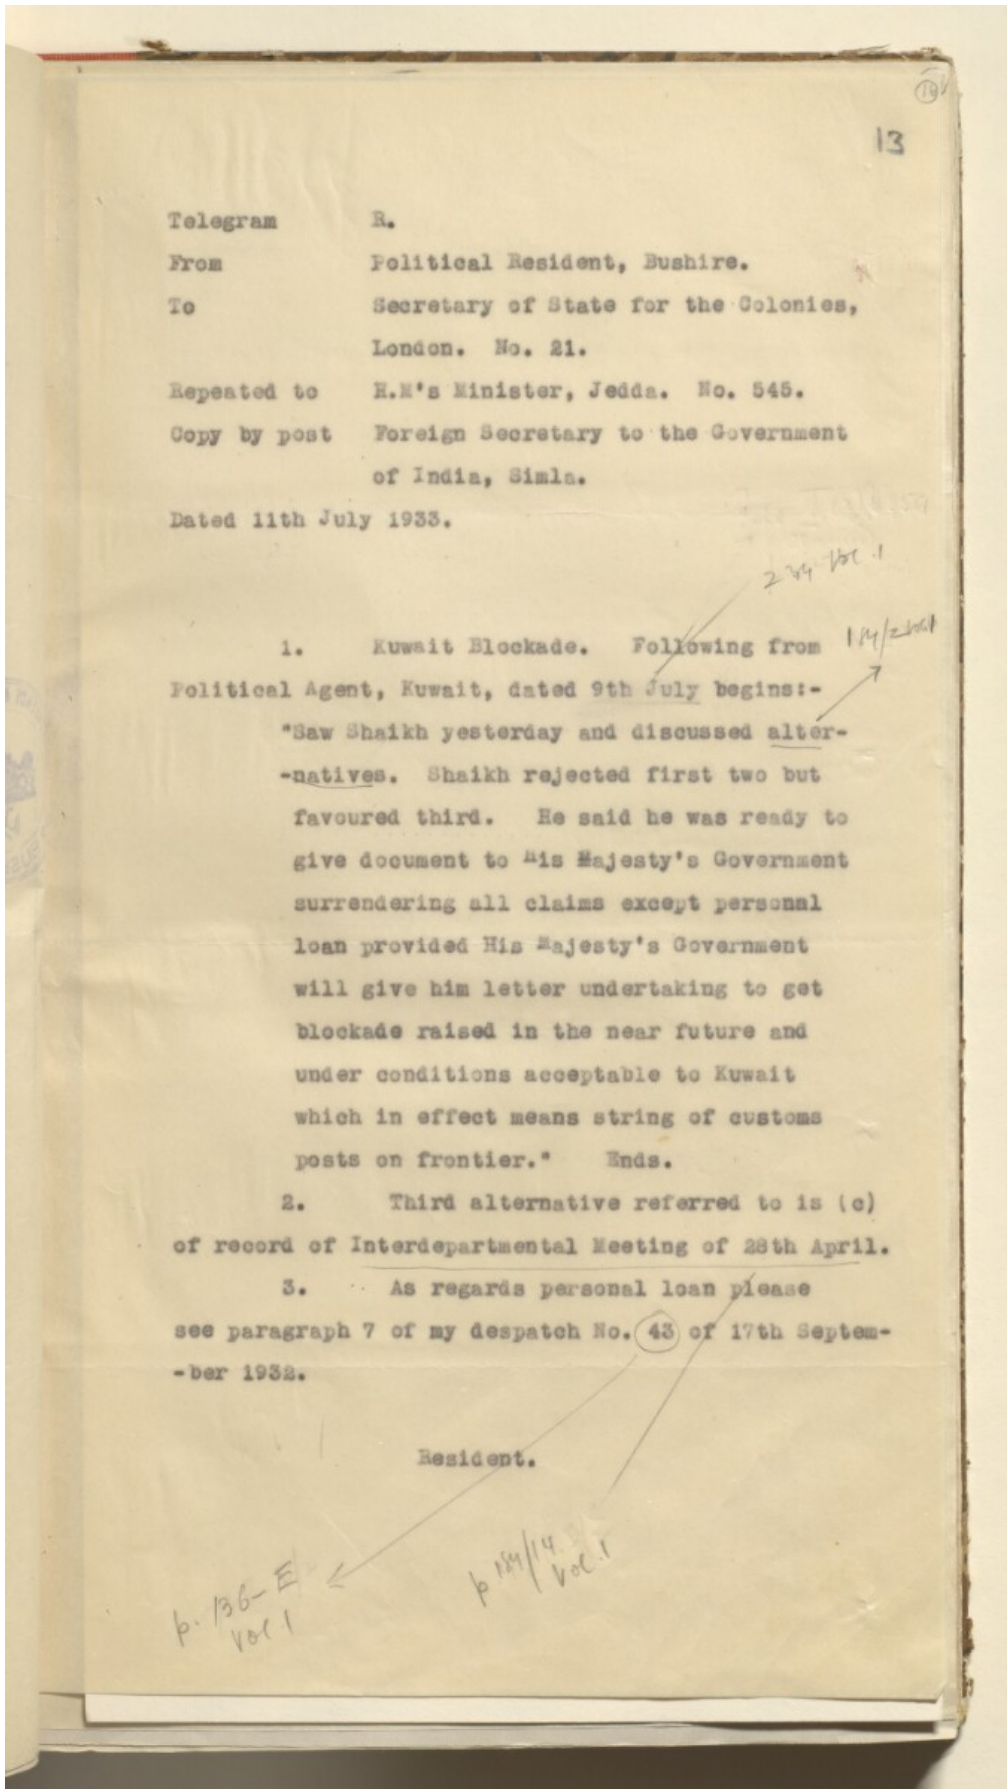 13
Telegram R.
From Political Resident, Bushire.
To Secretary of State for the Colonies,
London. No. 21.
Repeated to H.M's Minister, Jedda. No. 545.
Copy by post Foreign Secretary to the Government
of India, Simla.
Dated 11th July 1933.
1. Kuwait Blockade. Following from
Political Agent, Kuwait, dated 9th July begins:-
"Saw Shaikh yesterday and discussed alter-
-natives. Shaikh rejected first two but
favoured third. He said he was ready to
give document to His Majesty's Government
surrendering all claims except personal
loan provided His Majesty's Government
will give him letter undertaking to get
blockade raised in the near future and
under conditions acceptable to Kuwait
which in effect means string of customs
posts on frontier." Ends.
2. Third alternative referred to is (c)
of record of Interdepartmental Meeting of 28th April.
3. As regards personal loan please
see paragraph 7 of my despatch No. 43 of 17th Septem-
-ber 1932.
Resident.
p 184/14
Vol. 1
p. 136-E
Vol 1